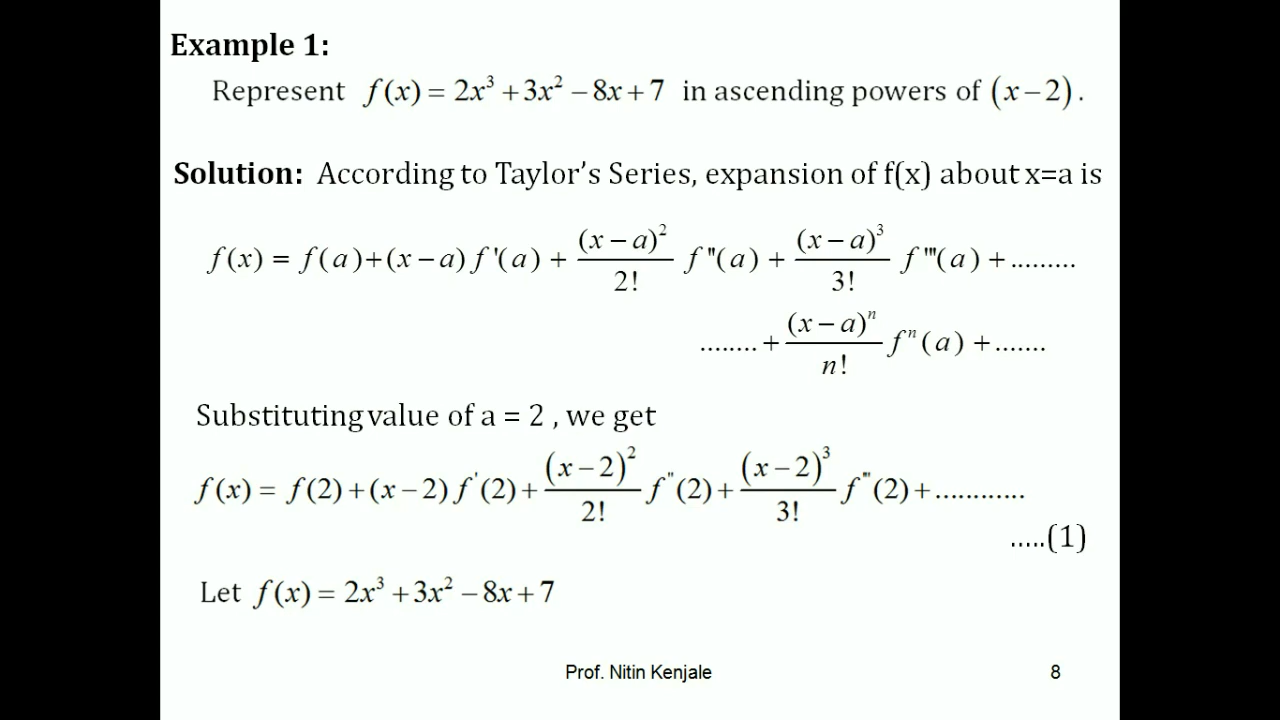 Example 1:
Represent f(x) = 2x³ + 3x² − 8x + 7 in ascending powers of (x − 2).
Solution: According to Taylor's Series, expansion of f(x) about x=a is
f(x) = f(a)+(x − a) f '(a) + (x − a)²/2! f ''(a) + (x − a)³/3! f '''(a) + .........
........ + (x − a)ⁿ/n! fⁿ(a) + .......
Substituting value of a = 2 , we get
f(x) = f(2)+(x − 2) f '(2) + (x − 2)²/2! f ''(2) + (x − 2)³/3! f '''(2) + ............
.....(1)
Let f(x) = 2x³ + 3x² − 8x + 7
Prof. Nitin Kenjale 8